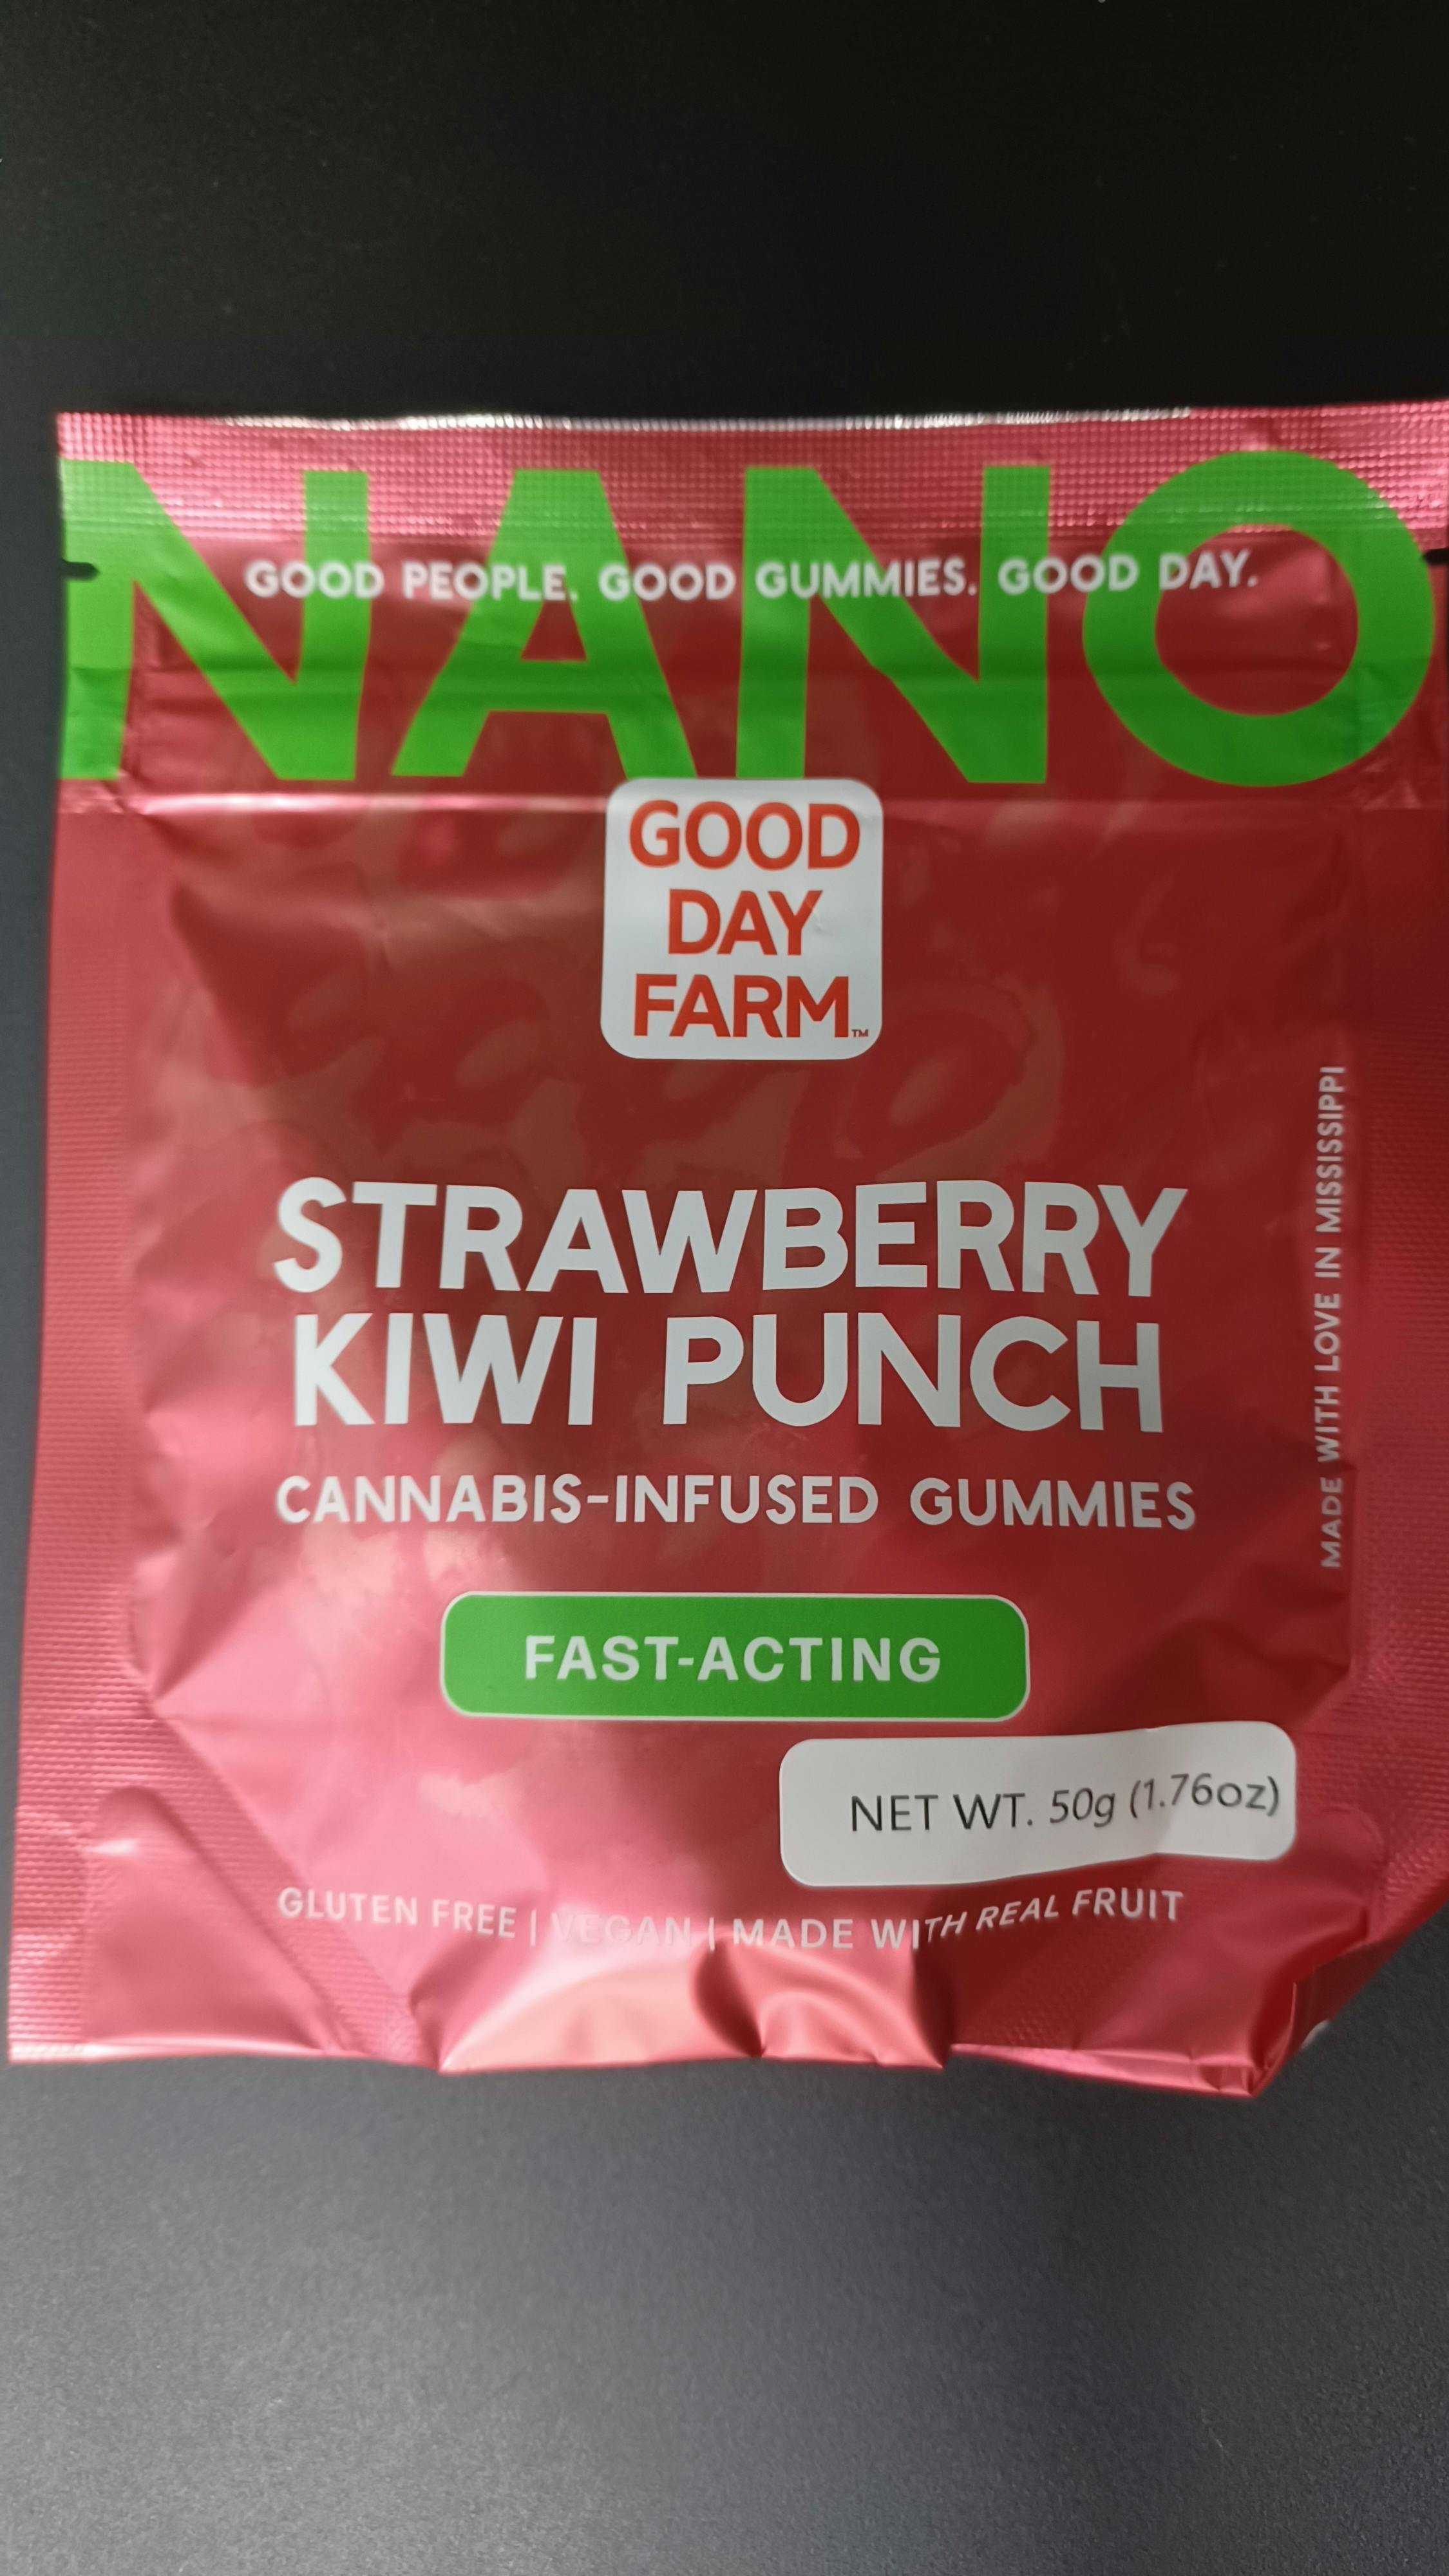 NANO
GOOD PEOPLE. GOOD GUMMIES. GOOD DAY.
GOOD
DAY
FARM™
STRAWBERRY
KIWI PUNCH
CANNABIS-INFUSED GUMMIES
FAST-ACTING
NET WT. 50g (1.76oz)
GLUTEN FREE | VEGAN | MADE WITH REAL FRUIT
MADE WITH LOVE IN MISSISSIPPI